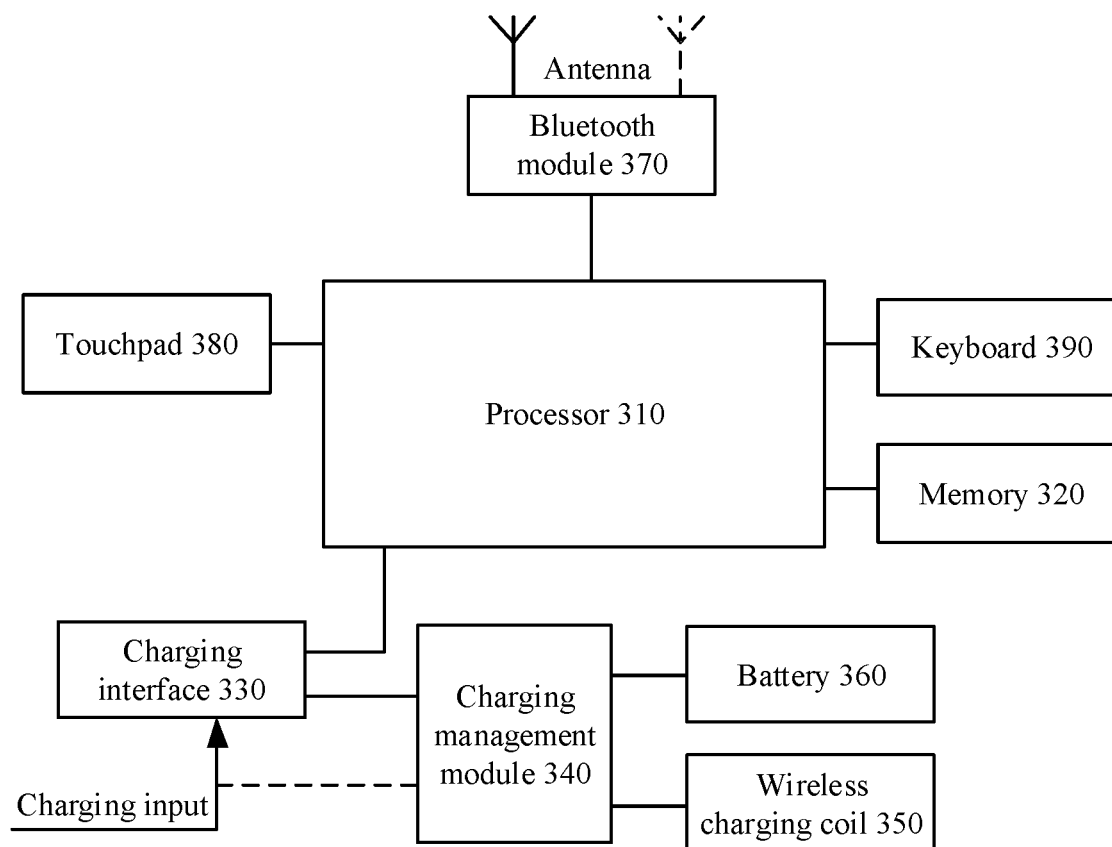 Antenna
Bluetooth
module 370
Touchpad 380
Keyboard 390
Processor 310
Memory 320
Charging
interface 330
Charging
management
module 340
Battery 360
Charging input
Wireless
charging coil 350